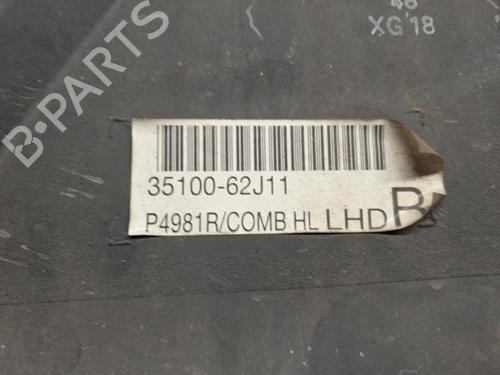 48
XG'18
B-PARTS
35100-62J11
P4981R/COMB HL LHD R